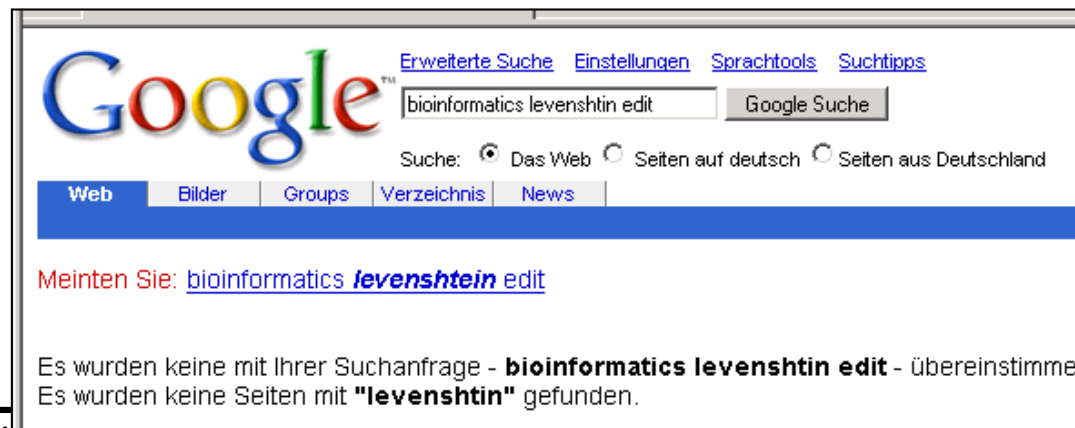 Google™
Erweiterte Suche Einstellungen Sprachtools Suchtipps
bioinformatics levenshtin edit Google Suche
Suche: Das Web Seiten auf deutsch Seiten aus Deutschland
Web Bilder Groups Verzeichnis News
Meinten Sie: bioinformatics levenshtein edit
Es wurden keine mit Ihrer Suchanfrage - bioinformatics levenshtin edit - übereinstimme
Es wurden keine Seiten mit "levenshtin" gefunden.